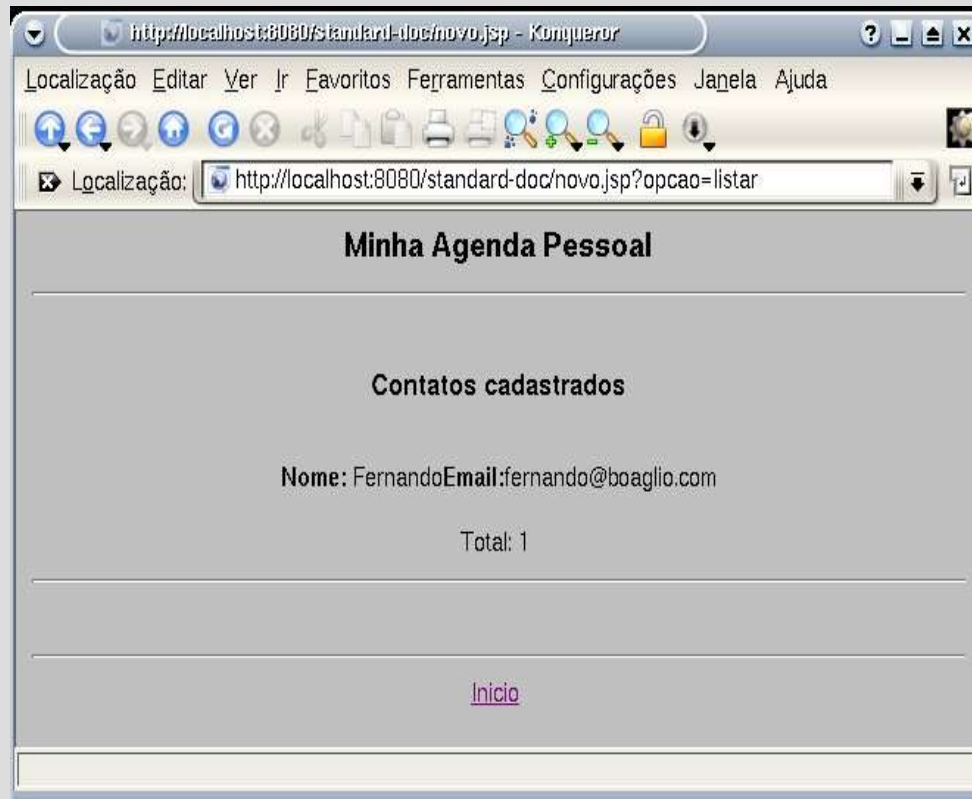 http://localhost:8080/standard-doc/novo.jsp - Konqueror
Localização Editar Ver Ir Favoritos Ferramentas Configurações Janela Ajuda
Localização: http://localhost:8080/standard-doc/novo.jsp?opcao=listar
Minha Agenda Pessoal
Contatos cadastrados
Nome: FernandoEmail:fernando@boaglio.com
Total: 1
Inicio